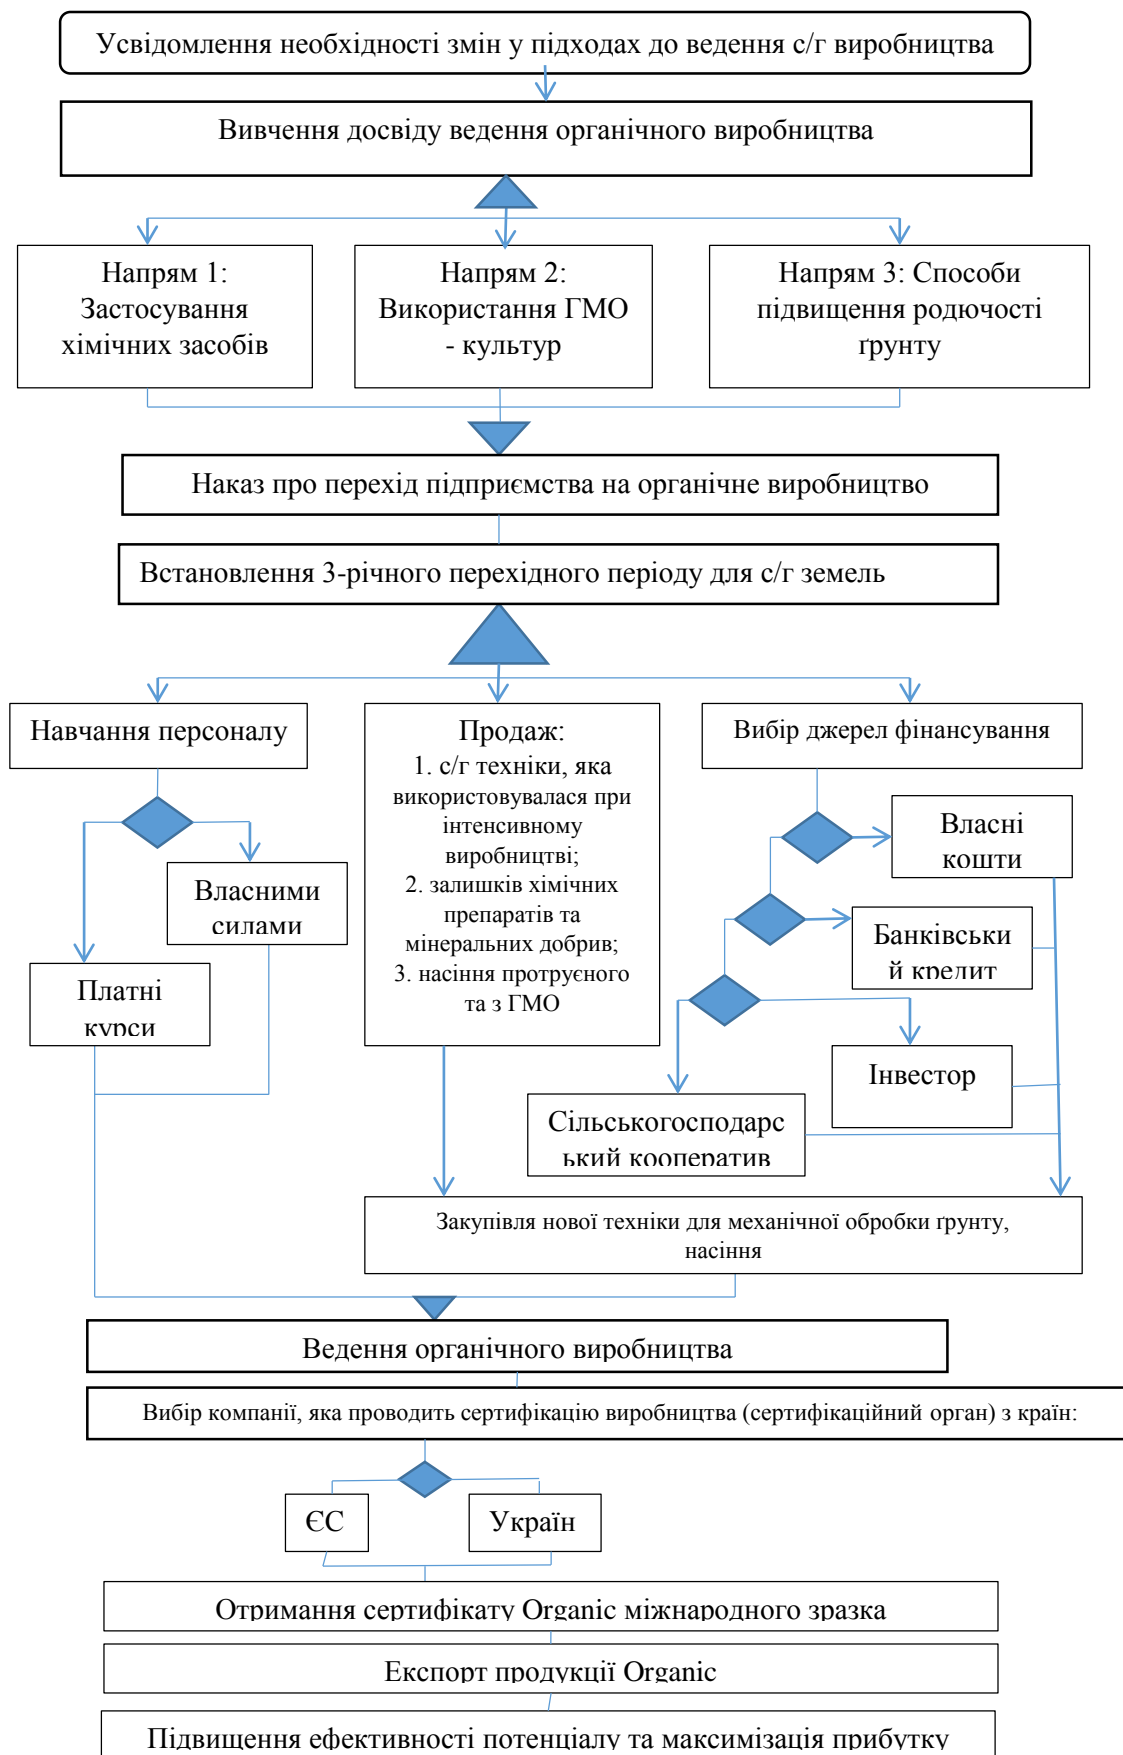 Усвідомлення необхідності змін у підходах до ведення с/г виробництва
Вивчення досвіду ведення органічного виробництва
Напрям 1:
Застосування
хімічних засобів
Напрям 2:
Використання ГМО
- культур
Напрям 3: Способи
підвищення родючості
ґрунту
Наказ про перехід підприємства на органічне виробництво
Встановлення 3-річного перехідного періоду для с/г земель
Навчання персоналу
Продаж:
1. с/г техніки, яка
використовувалася при
інтенсивному
виробництві;
2. залишків хімічних
препаратів та
мінеральних добрив;
3. насіння протруєного
та з ГМО
Вибір джерел фінансування
Власні
кошти
Власними
силами
Банківськи
й кредит
Платні
курси
Інвестор
Сільськогосподарс
ький кооператив
Закупівля нової техніки для механічної обробки ґрунту,
насіння
Ведення органічного виробництва
Вибір компанії, яка проводить сертифікацію виробництва (сертифікаційний орган) з країн:
ЄС
Україн
Отримання сертифікату Organic міжнародного зразка
Експорт продукції Organic
Підвищення ефективності потенціалу та максимізація прибутку